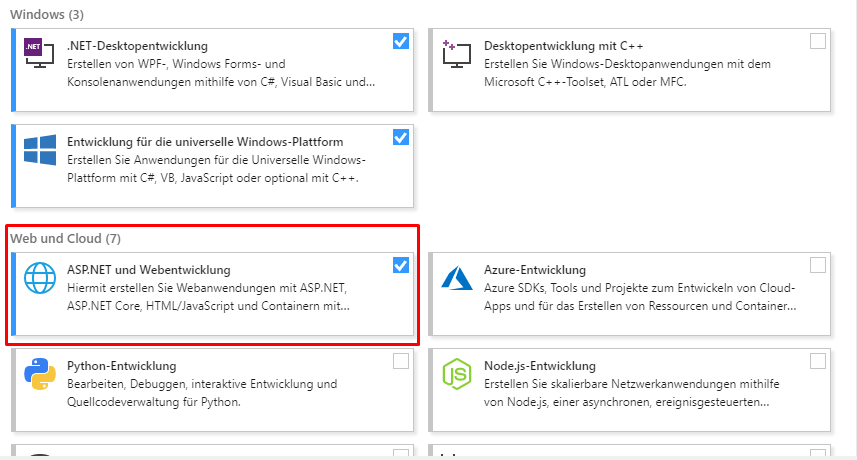 Windows (3)
.NET
.NET-Desktopentwicklung
Erstellen von WPF-, Windows Forms- und
Konsolenanwendungen mithilfe von C#, Visual Basic und...
Desktopentwicklung mit C++
Erstellen Sie Windows-Desktopanwendungen mit dem
Microsoft C++-Toolset, ATL oder MFC.
Entwicklung für die universelle Windows-Plattform
Erstellen Sie Anwendungen für die Universelle Windows-
Plattform mit C#, VB, JavaScript oder optional mit C++.
Web und Cloud (7)
ASP.NET und Webentwicklung
Hiermit erstellen Sie Webanwendungen mit ASP.NET,
ASP.NET Core, HTML/JavaScript und Containern mit...
Azure-Entwicklung
Azure SDKs, Tools und Projekte zum Entwickeln von Cloud-
Apps und für das Erstellen von Ressourcen und Container...
Python-Entwicklung
Bearbeiten, Debuggen, interaktive Entwicklung und
Quellcodeverwaltung für Python.
JS
Node.js-Entwicklung
Erstellen Sie skalierbare Netzwerkanwendungen mithilfe
von Node.js, einer asynchronen, ereignisgesteuerten...